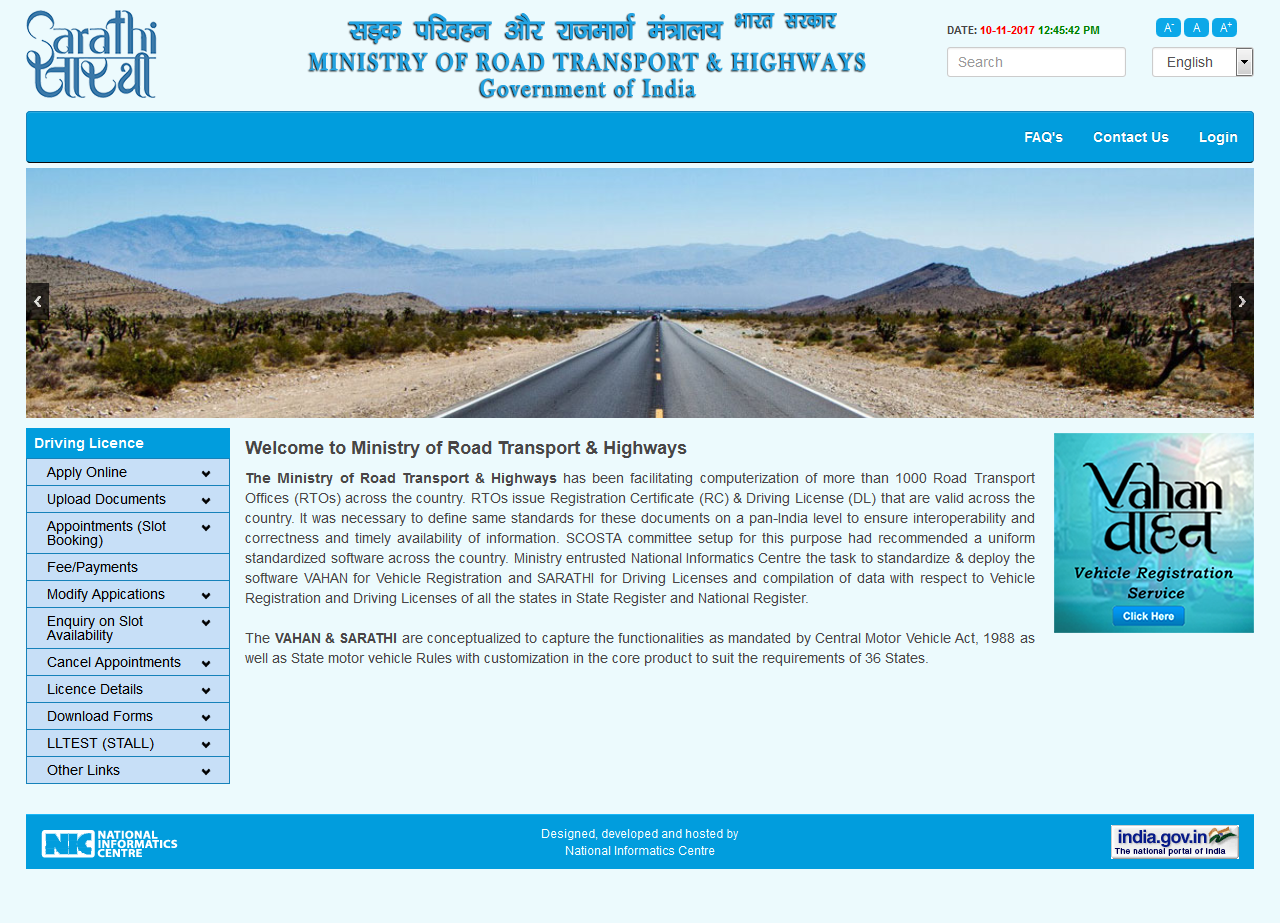 Sarathi
सारथी
सड़क परिवहन और राजमार्ग मंत्रालय भारत सरकार
MINISTRY OF ROAD TRANSPORT & HIGHWAYS
Government of India
DATE: 10-11-2017 12:45:42 PM
A- A A+
Search
English
FAQ's Contact Us Login
Driving Licence
Apply Online
Upload Documents
Appointments (Slot
Booking)
Fee/Payments
Modify Appications
Enquiry on Slot
Availability
Cancel Appointments
Licence Details
Download Forms
LLTEST (STALL)
Other Links
Welcome to Ministry of Road Transport & Highways
The Ministry of Road Transport & Highways has been facilitating computerization of more than 1000 Road Transport
Offices (RTOs) across the country. RTOs issue Registration Certificate (RC) & Driving License (DL) that are valid across the
country. It was necessary to define same standards for these documents on a pan-India level to ensure interoperability and
correctness and timely availability of information. SCOSTA committee setup for this purpose had recommended a uniform
standardized software across the country. Ministry entrusted National Informatics Centre the task to standardize & deploy the
software VAHAN for Vehicle Registration and SARATHI for Driving Licenses and compilation of data with respect to Vehicle
Registration and Driving Licenses of all the states in State Register and National Register.
The VAHAN & SARATHI are conceptualized to capture the functionalities as mandated by Central Motor Vehicle Act, 1988 as
well as State motor vehicle Rules with customization in the core product to suit the requirements of 36 States.
Vahan
वाहन
Vehicle Registration
Service
Click Here
NIC NATIONAL
INFORMATICS
CENTRE
Designed, developed and hosted by
National Informatics Centre
india.gov.in
The national portal of India